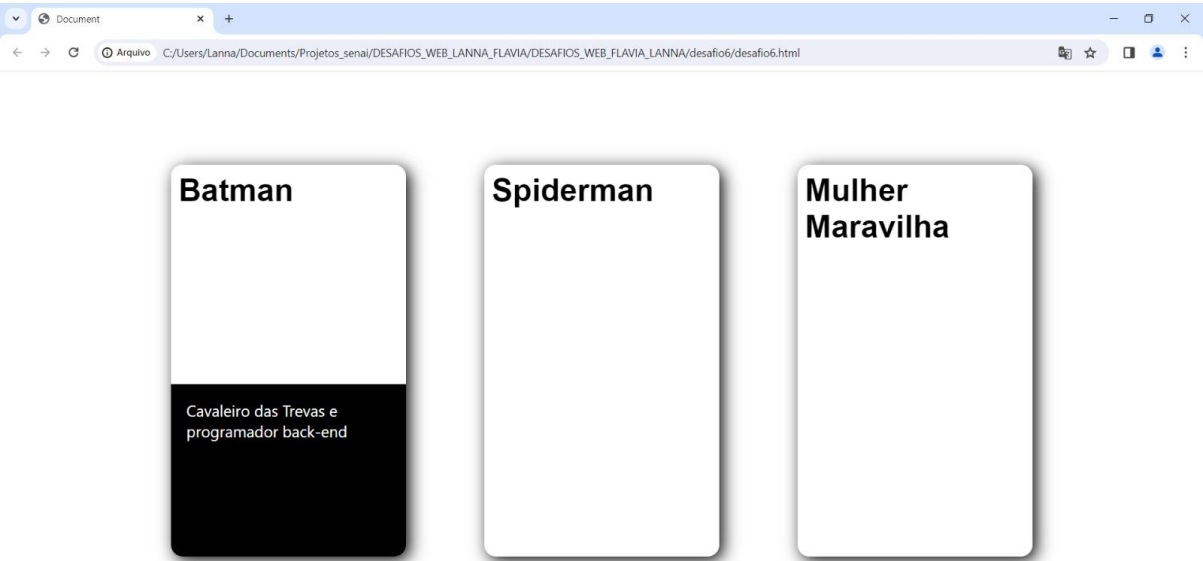 Document
Arquivo C:/Users/Lanna/Documents/Projetos_senai/DESAFIOS_WEB_LANNA_FLAVIA/DESAFIOS_WEB_FLAVIA_LANNA/desafio6/desafio6.html
Batman
Spiderman
Mulher
Maravilha
Cavaleiro das Trevas e
programador back-end